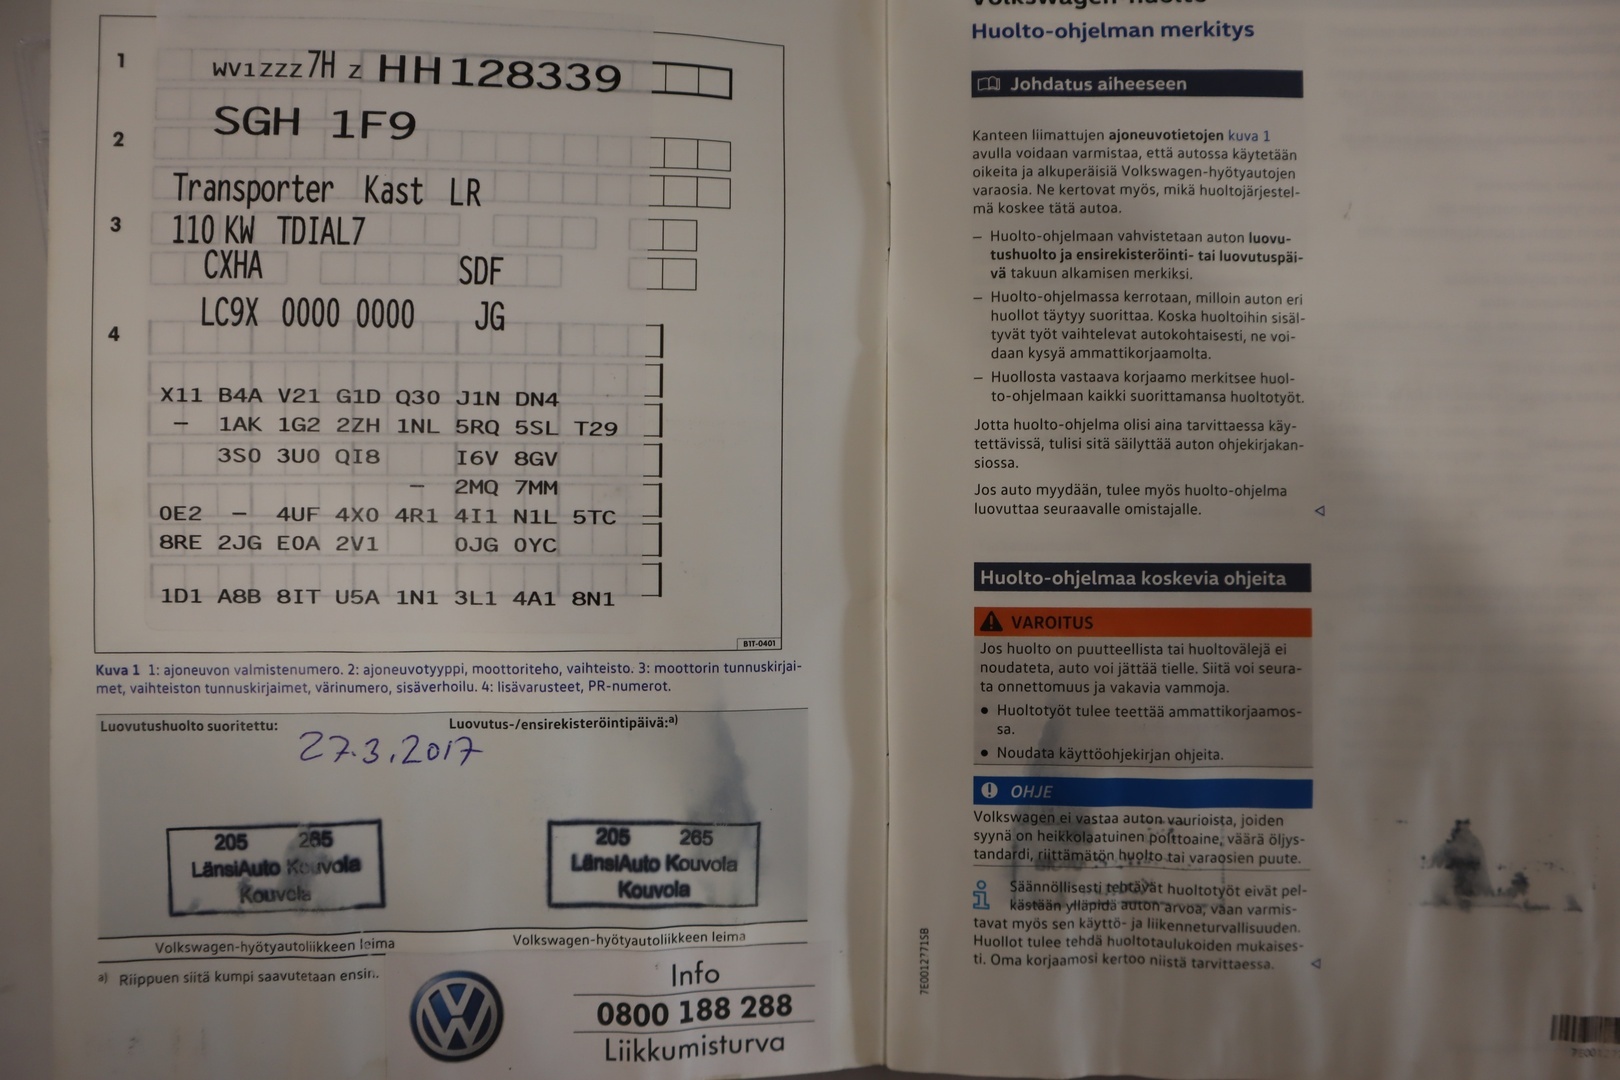 1
WV1ZZZ7H Z HH128339
SGH 1F9
2
Transporter Kast LR
3
110 KW TDIAL7
CXHA SDF
LC9X 0000 0000 JG
4
X11 B4A V21 G1D Q30 J1N DN4
— 1AK 1G2 2ZH 1NL 5RQ 5SL T29
3S0 3U0 QI8 I6V 8GV
— 2MQ 7MM
0E2 — 4UF 4X0 4R1 4I1 N1L 5TC
8RE 2JG E0A 2V1 0JG 0YC
1D1 A8B 8IT U5A 1N1 3L1 4A1 8N1
B1T-0401
Kuva 1 1: ajoneuvon valmistenumero. 2: ajoneuvotyyppi, moottoriteho, vaihteisto. 3: moottorin tunnuskirjai-
met, vaihteiston tunnuskirjaimet, värinumero, sisäverhoilu. 4: lisävarusteet, PR-numerot.
Luovutushuolto suoritettu:
Luovutus-/ensirekisteröintipäivä:a)
27.3.2017
205 265
LänsiAuto Kouvola
Kouvola
205 265
LänsiAuto Kouvola
Kouvola
Volkswagen-hyötyautoliikkeen leima
Volkswagen-hyötyautoliikkeen leima
a) Riippuen siitä kumpi saavutetaan ensin.
Info
0800 188 288
Liikkumisturva
Volkswagen-huolto
Huolto-ohjelman merkitys
Johdatus aiheeseen
Kanteen liimattujen ajoneuvotietojen kuva 1
avulla voidaan varmistaa, että autossa käytetään
oikeita ja alkuperäisiä Volkswagen-hyötyautojen
varaosia. Ne kertovat myös, mikä huoltojärjestel-
mä koskee tätä autoa.
– Huolto-ohjelmaan vahvistetaan auton luovu-
tushuolto ja ensirekisteröinti- tai luovutuspäi-
vä takuun alkamisen merkiksi.
– Huolto-ohjelmassa kerrotaan, milloin auton eri
huollot täytyy suorittaa. Koska huoltoihin sisäl-
tyvät työt vaihtelevat autokohtaisesti, ne voi-
daan kysyä ammattikorjaamolta.
– Huollosta vastaava korjaamo merkitsee huol-
to-ohjelmaan kaikki suorittamansa huoltotyöt.
Jotta huolto-ohjelma olisi aina tarvittaessa käy-
tettävissä, tulisi sitä säilyttää auton ohjekirjakan-
siossa.
Jos auto myydään, tulee myös huolto-ohjelma
luovuttaa seuraavalle omistajalle.
Huolto-ohjelmaa koskevia ohjeita
VAROITUS
Jos huolto on puutteellista tai huoltovälejä ei
noudateta, auto voi jättää tielle. Siitä voi seura-
ta onnettomuus ja vakavia vammoja.
● Huoltotyöt tulee teettää ammattikorjaamos-
sa.
● Noudata käyttöohjekirjan ohjeita.
OHJE
Volkswagen ei vastaa auton vaurioista, joiden
syynä on heikkolaatuinen polttoaine, väärä öljys-
tandardi, riittämätön huolto tai varaosien puute.
Säännöllisesti tehtävät huoltotyöt eivät pel-
kästään ylläpidä auton arvoa, vaan varmis-
tavat myös sen käyttö- ja liikenneturvallisuuden.
Huollot tulee tehdä huoltotaulukoiden mukaises-
ti. Oma korjaamosi kertoo niistä tarvittaessa.
7E0012771SB